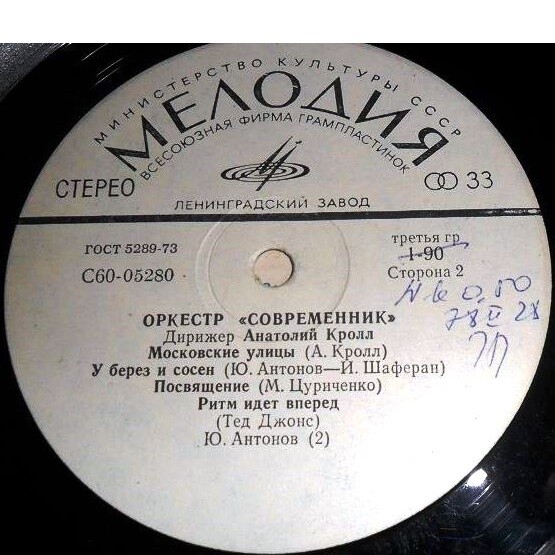 МИНИСТЕРСТВО КУЛЬТУРЫ СССР
МЕЛОДИЯ
ВСЕСОЮЗНАЯ ФИРМА ГРАМПЛАСТИНОК
СТЕРЕО
33
ЛЕНИНГРАДСКИЙ ЗАВОД
ГОСТ 5289-73
третья гр
1-90
С60-05280
Сторона 2
ОРКЕСТР «СОВРЕМЕННИК»
Дирижер Анатолий Кролл
Московские улицы (А. Кролл)
У берез и сосен (Ю. Антонов—И. Шаферан)
Посвящение (М. Цуриченко)
Ритм идет вперед
(Тед Джонс)
Ю. Антонов (2)